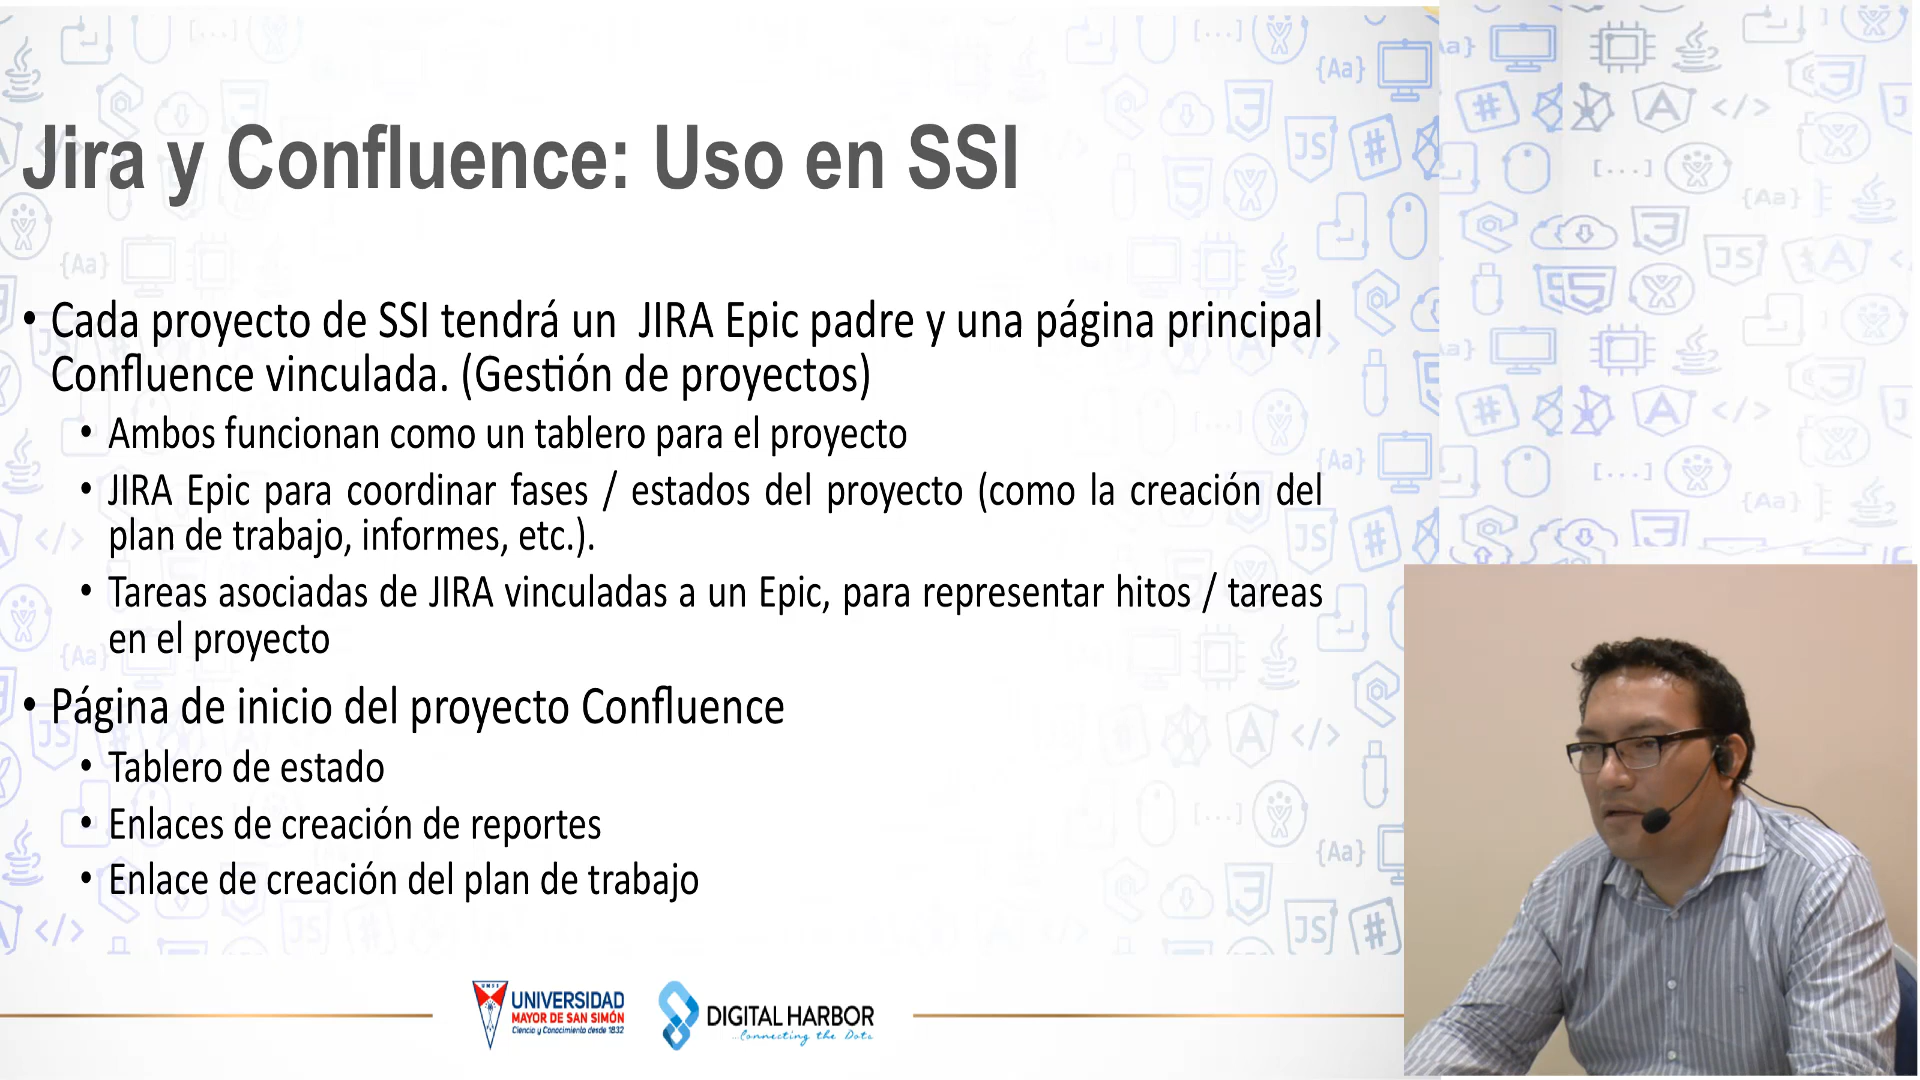 Jira y Confluence: Uso en SSI
• Cada proyecto de SSI tendrá un JIRA Epic padre y una página principal
Confluence vinculada. (Gestión de proyectos)
• Ambos funcionan como un tablero para el proyecto
• JIRA Epic para coordinar fases / estados del proyecto (como la creación del
plan de trabajo, informes, etc.).
• Tareas asociadas de JIRA vinculadas a un Epic, para representar hitos / tareas
en el proyecto
• Página de inicio del proyecto Confluence
• Tablero de estado
• Enlaces de creación de reportes
• Enlace de creación del plan de trabajo
UMSS
UNIVERSIDAD
MAYOR DE SAN SIMÓN
Ciencia y Conocimiento desde 1832
DIGITAL HARBOR
...Connecting the Dots